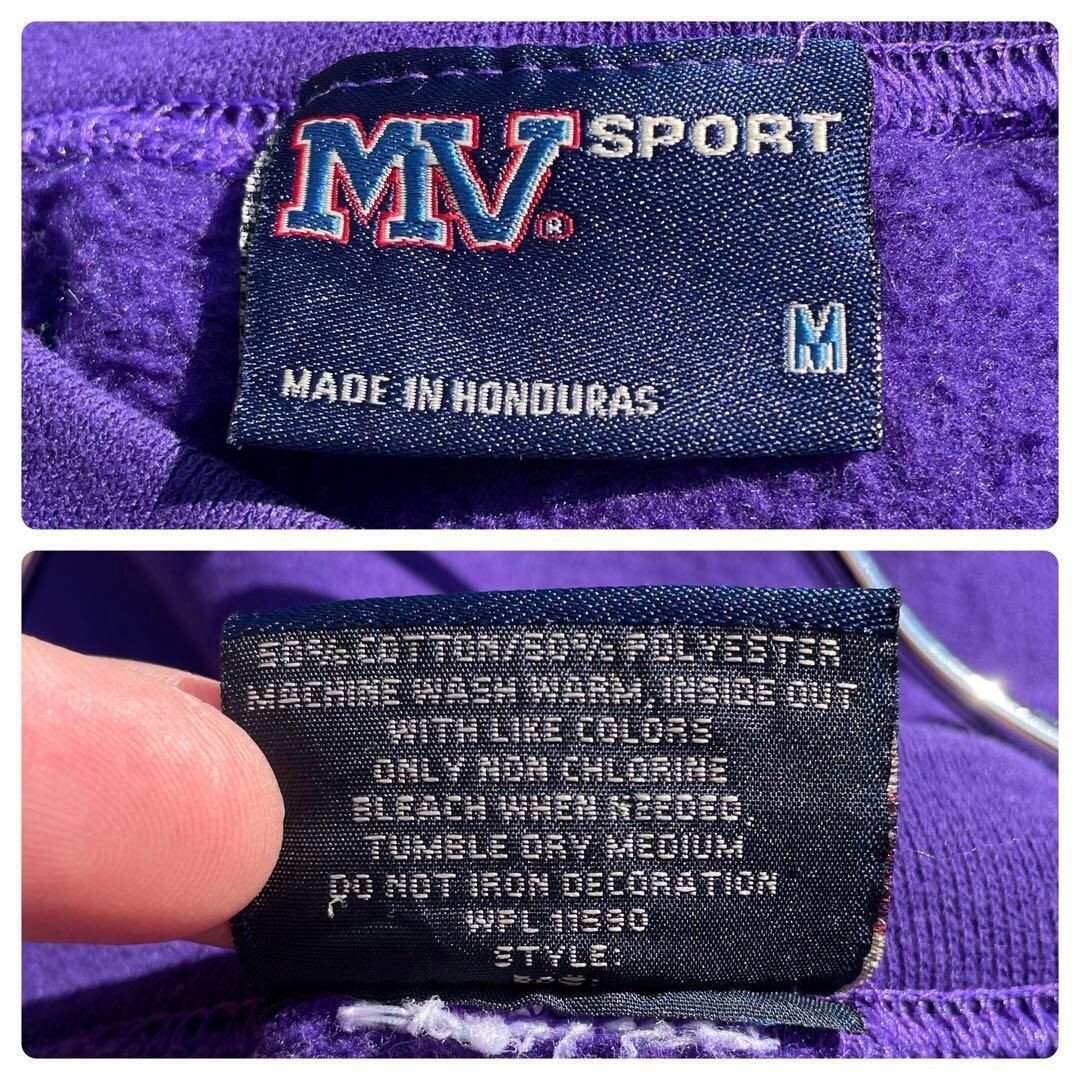 MV® SPORT
M
MADE IN HONDURAS
50% COTTON/50% POLYESTER
MACHINE WASH WARM, INSIDE OUT
WITH LIKE COLORS
ONLY NON CHLORINE
BLEACH WHEN NEEDED,
TUMBLE DRY MEDIUM
DO NOT IRON DECORATION
WPL 11590
STYLE: